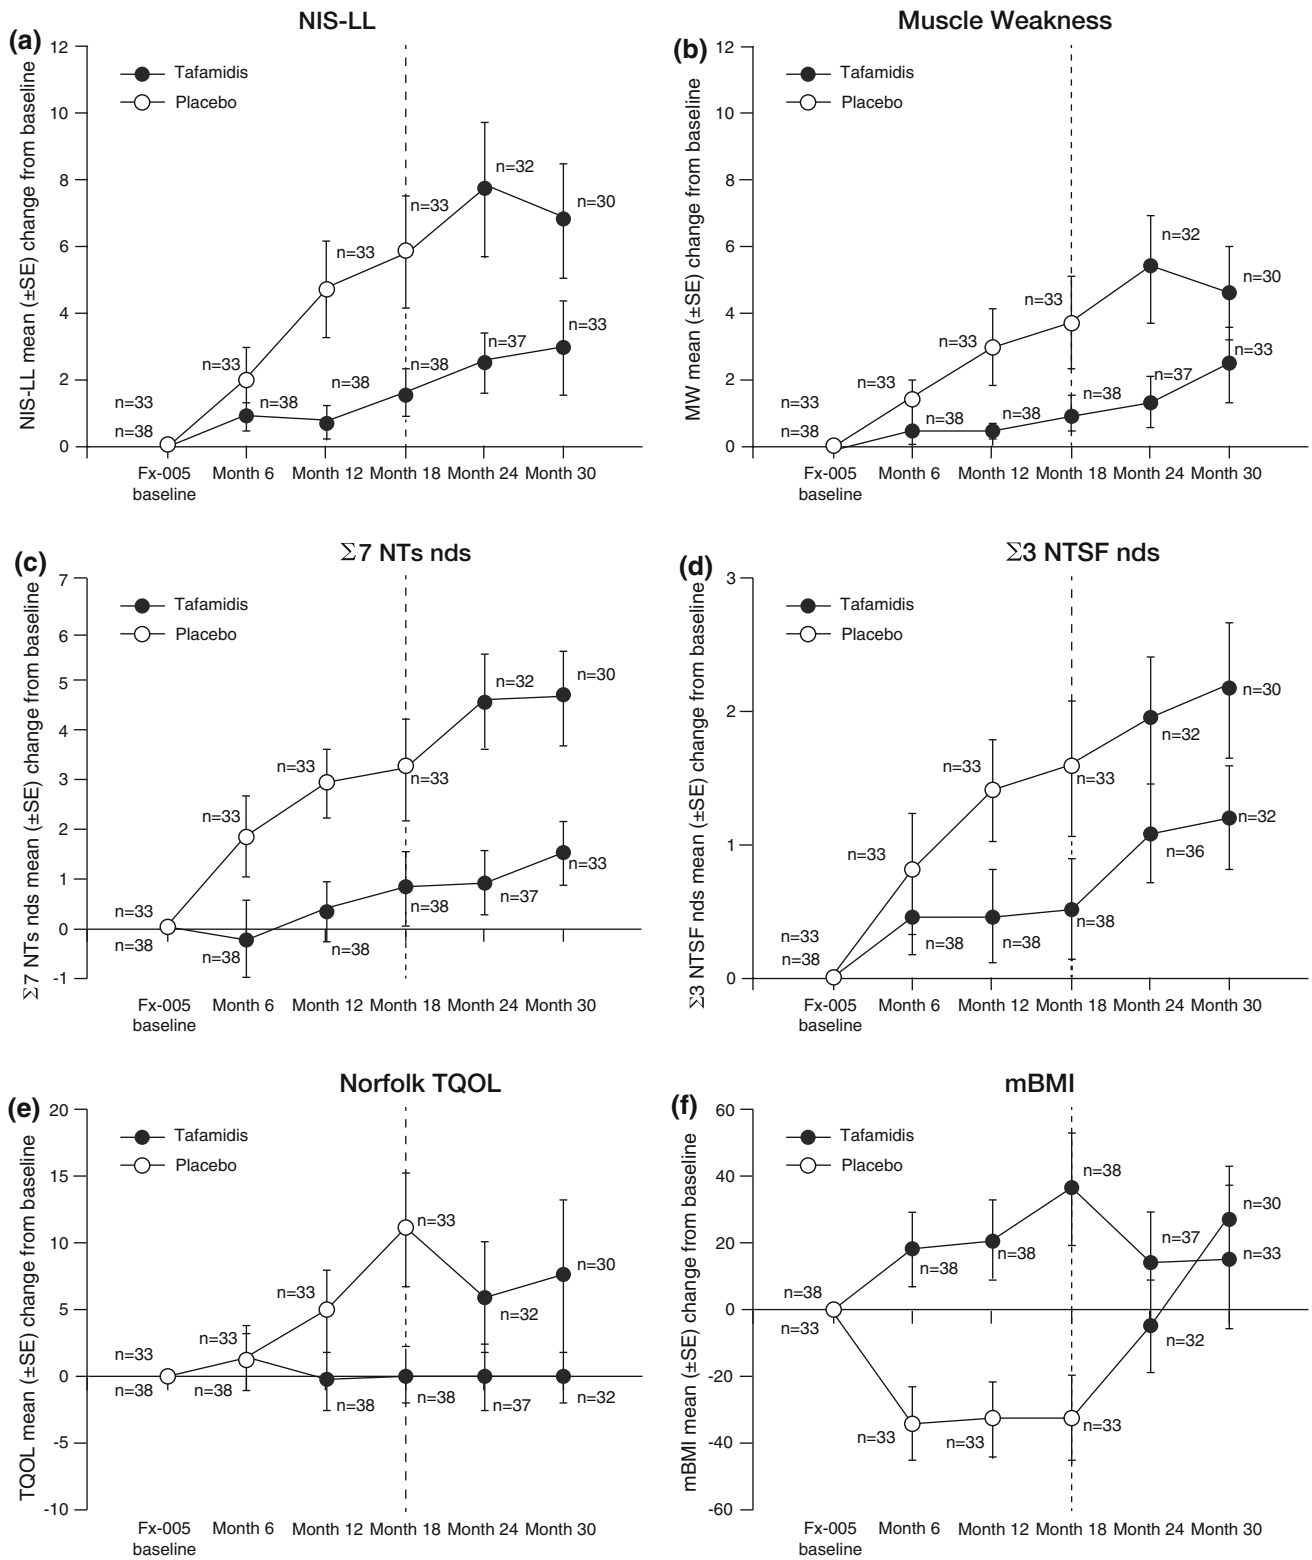 NIS-LL
(a)
NIS-LL mean (±SE) change from baseline
12
10
8
6
4
2
0
Tafamidis
Placebo
n=33
n=38
n=33
n=38
n=33
n=38
n=33
n=38
n=32
n=37
n=30
n=33
Fx-005 baseline
Month 6
Month 12
Month 18
Month 24
Month 30
Muscle Weakness
(b)
MW mean (±SE) change from baseline
12
10
8
6
4
2
0
Tafamidis
Placebo
n=33
n=38
n=33
n=38
n=33
n=38
n=33
n=38
n=32
n=37
n=30
n=33
Fx-005 baseline
Month 6
Month 12
Month 18
Month 24
Month 30
Σ7 NTs nds
(c)
Σ7 NTs nds mean (±SE) change from baseline
7
6
5
4
3
2
1
0
-1
Tafamidis
Placebo
n=33
n=38
n=33
n=38
n=33
n=38
n=33
n=38
n=32
n=37
n=30
n=33
Fx-005 baseline
Month 6
Month 12
Month 18
Month 24
Month 30
Σ3 NTSF nds
(d)
Σ3 NTSF nds mean (±SE) change from baseline
3
2
1
0
Tafamidis
Placebo
n=33
n=38
n=33
n=38
n=33
n=38
n=33
n=38
n=32
n=36
n=30
n=32
Fx-005 baseline
Month 6
Month 12
Month 18
Month 24
Month 30
Norfolk TQOL
(e)
TQOL mean (±SE) change from baseline
20
15
10
5
0
-5
-10
Tafamidis
Placebo
n=33
n=38
n=33
n=38
n=33
n=38
n=33
n=38
n=32
n=37
n=30
n=32
Fx-005 baseline
Month 6
Month 12
Month 18
Month 24
Month 30
mBMI
(f)
mBMI mean (±SE) change from baseline
60
40
20
0
-20
-40
-60
Tafamidis
Placebo
n=38
n=33
n=38
n=33
n=38
n=33
n=38
n=33
n=37
n=32
n=30
n=33
Fx-005 baseline
Month 6
Month 12
Month 18
Month 24
Month 30